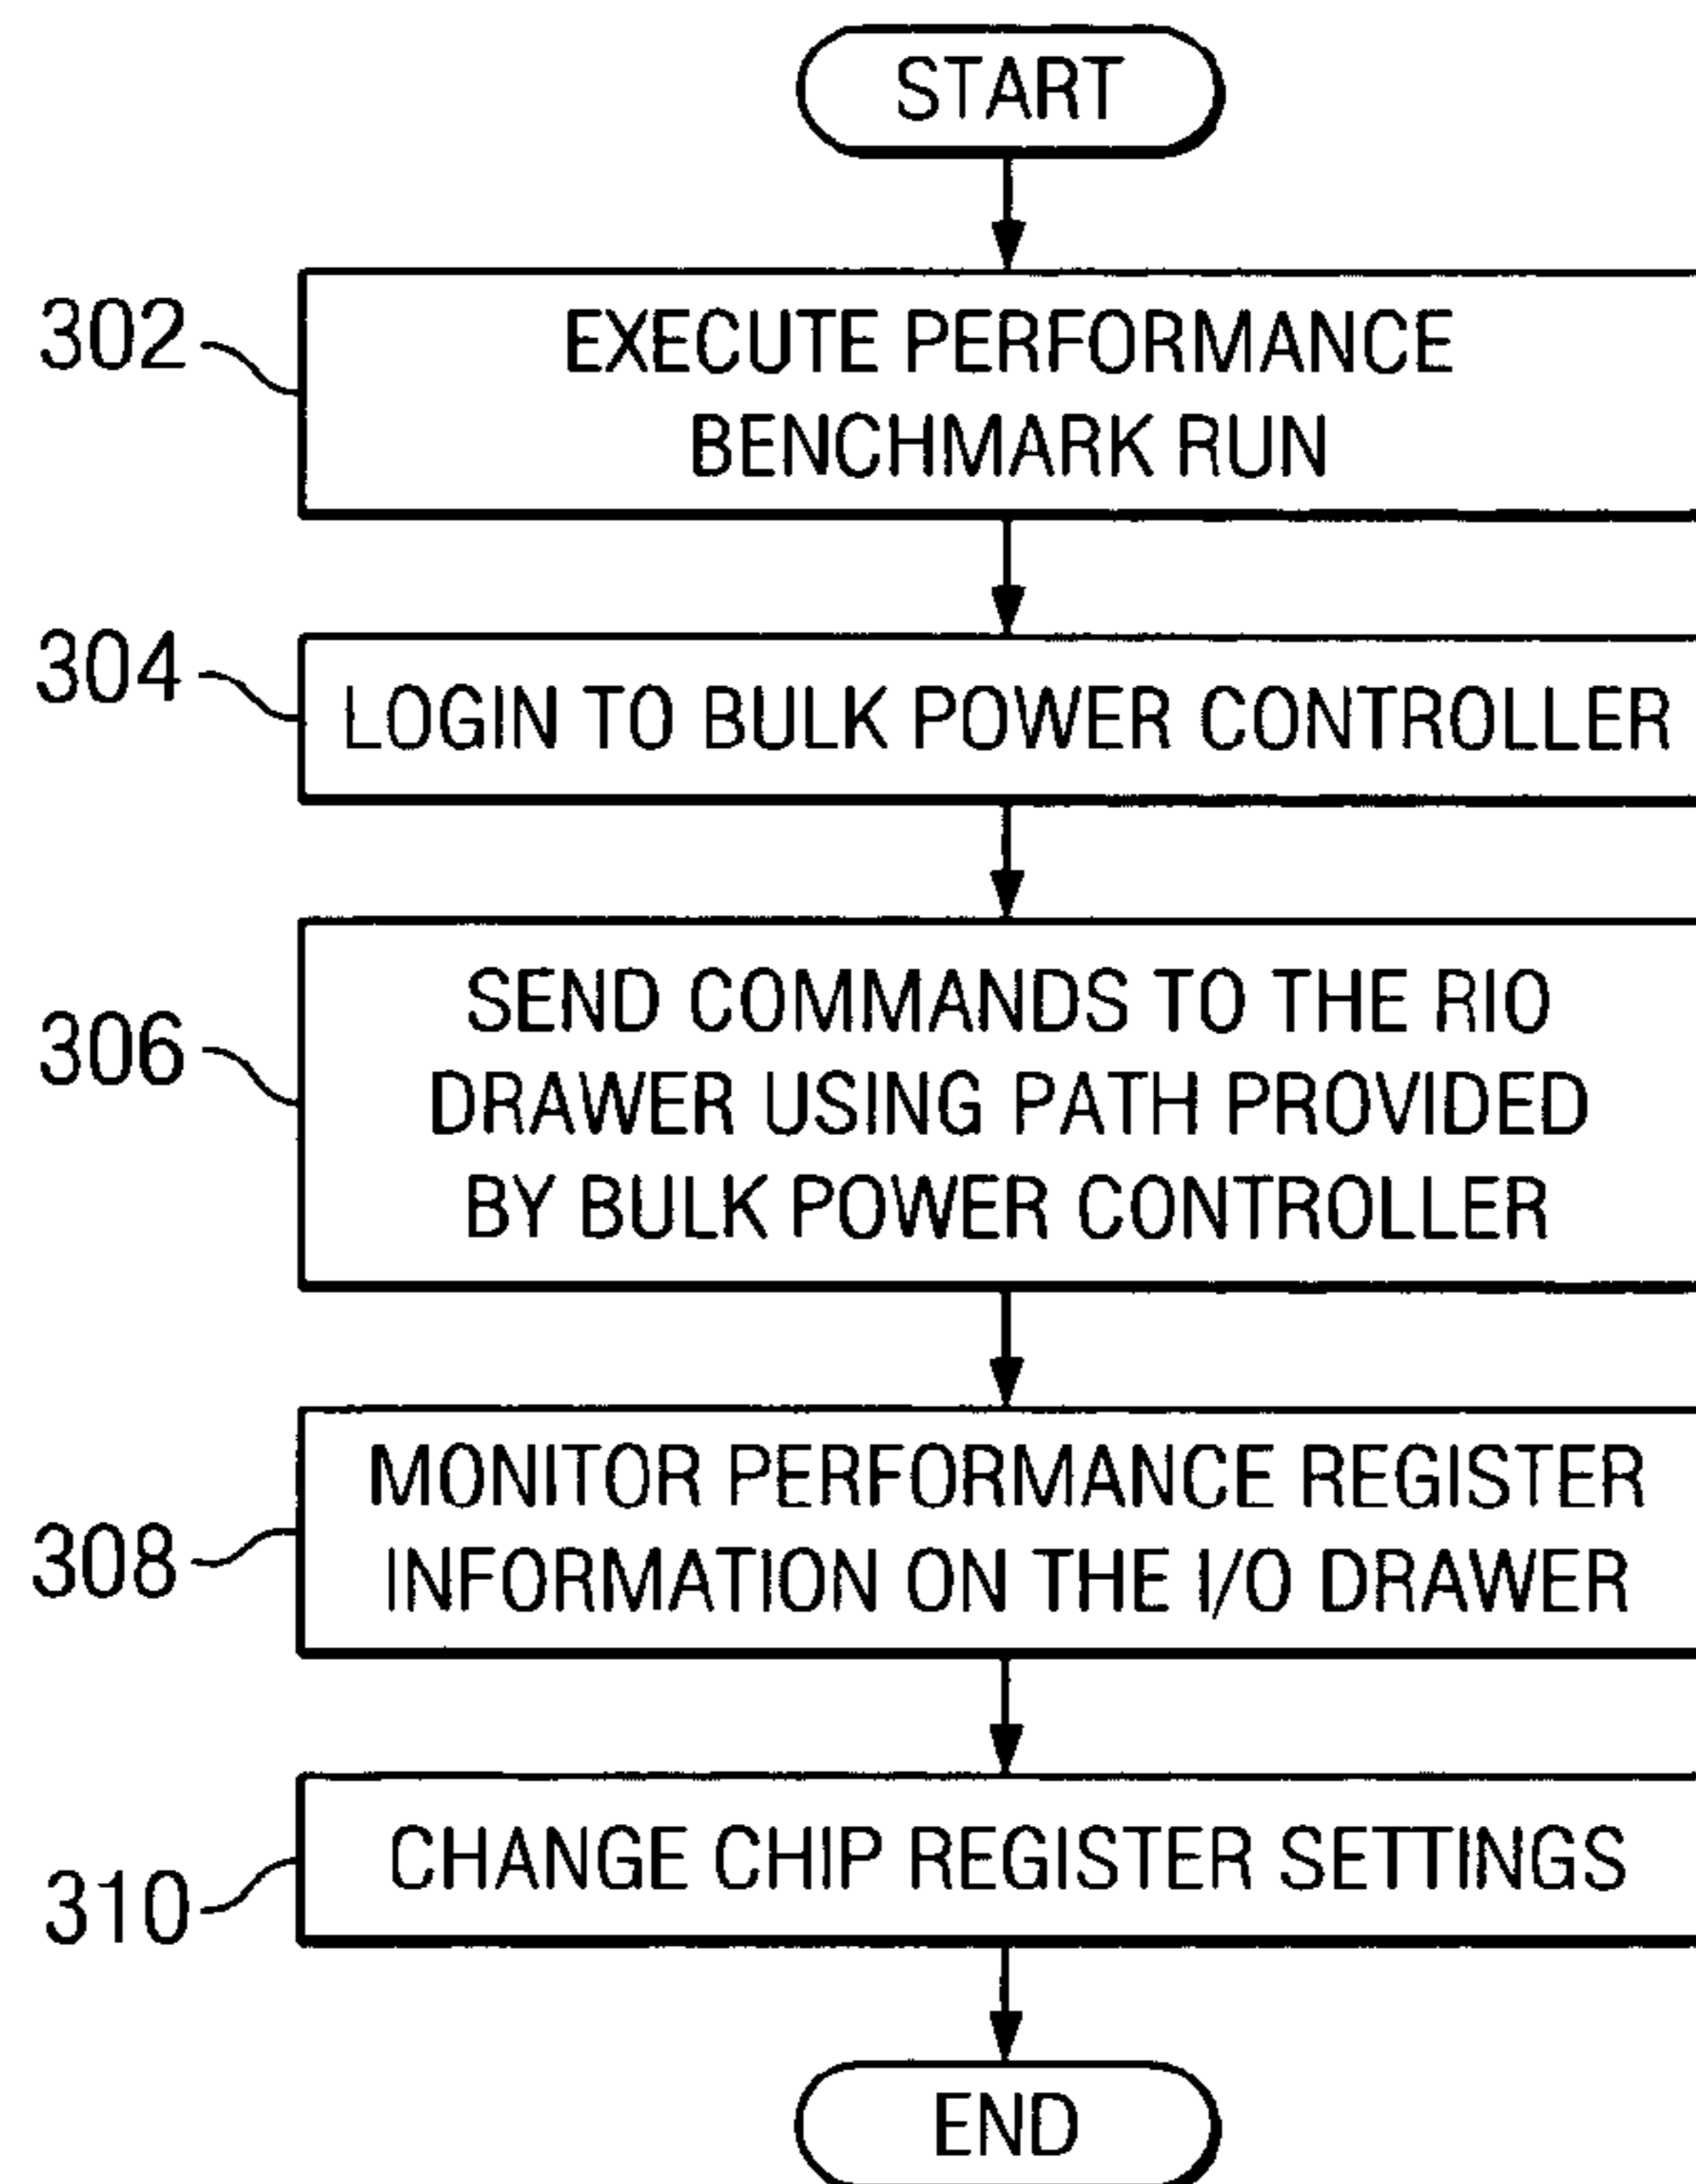 START
302
EXECUTE PERFORMANCE
BENCHMARK RUN
304
LOGIN TO BULK POWER CONTROLLER
306
SEND COMMANDS TO THE RIO
DRAWER USING PATH PROVIDED
BY BULK POWER CONTROLLER
308
MONITOR PERFORMANCE REGISTER
INFORMATION ON THE I/O DRAWER
310
CHANGE CHIP REGISTER SETTINGS
END